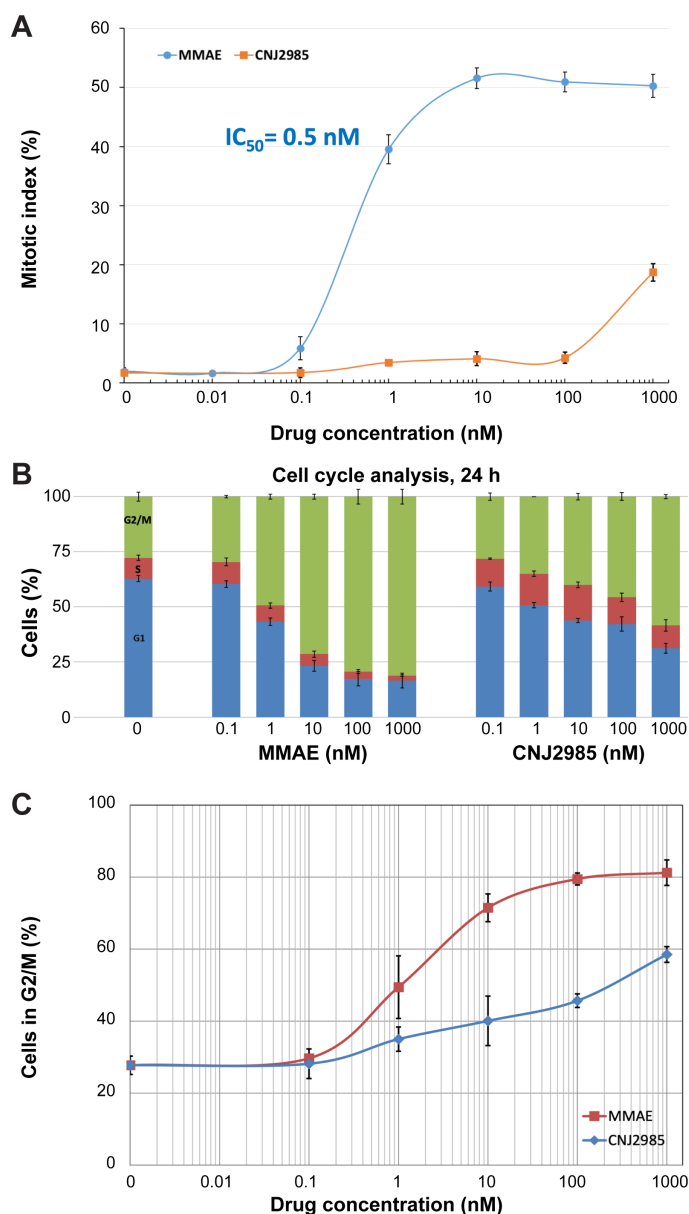 A
60
50
40
30
20
10
0
Mitotic index (%)
MMAE CNJ2985
IC50= 0.5 nM
0 0.01 0.1 1 10 100 1000
Drug concentration (nM)
B
Cell cycle analysis, 24 h
100
75
50
25
0
Cells (%)
G2/M
S
G1
0 0.1 1 10 100 1000 0.1 1 10 100 1000
MMAE (nM) CNJ2985 (nM)
C
100
80
60
40
20
0
Cells in G2/M (%)
MMAE
CNJ2985
0 0.01 0.1 1 10 100 1000
Drug concentration (nM)